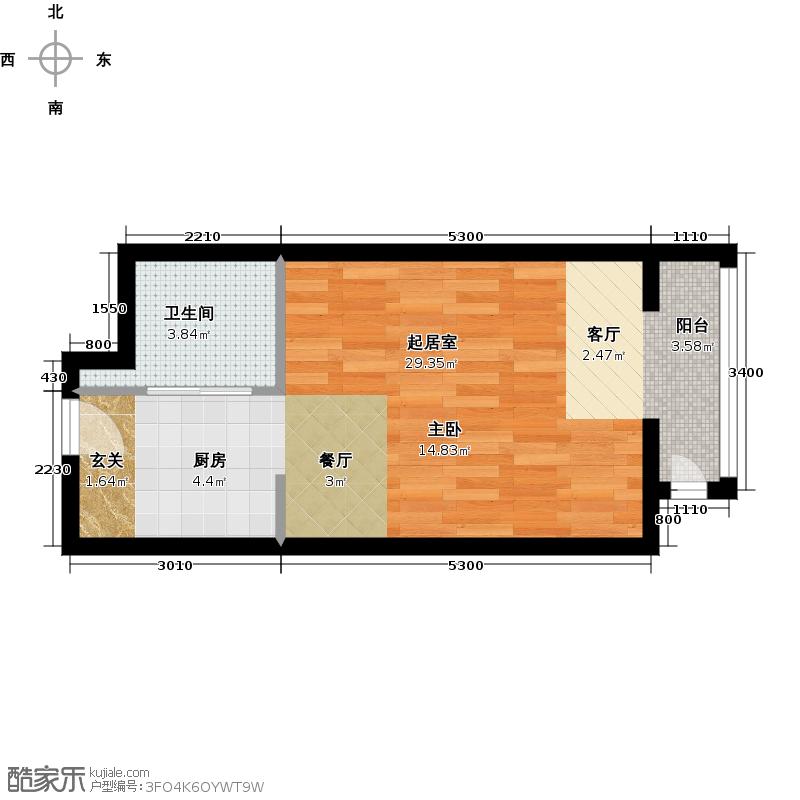 北
西
东
南
2210
5300
1110
1550
卫生间
3.84㎡
800
起居室
29.35㎡
客厅
2.47㎡
阳台
3.58㎡
430
3400
主卧
14.83㎡
2230
玄关
1.64㎡
厨房
4.4㎡
餐厅
3㎡
1110
800
3010
5300
酷家乐
kujiale.com
户型编号:3FO4K6OYWT9W